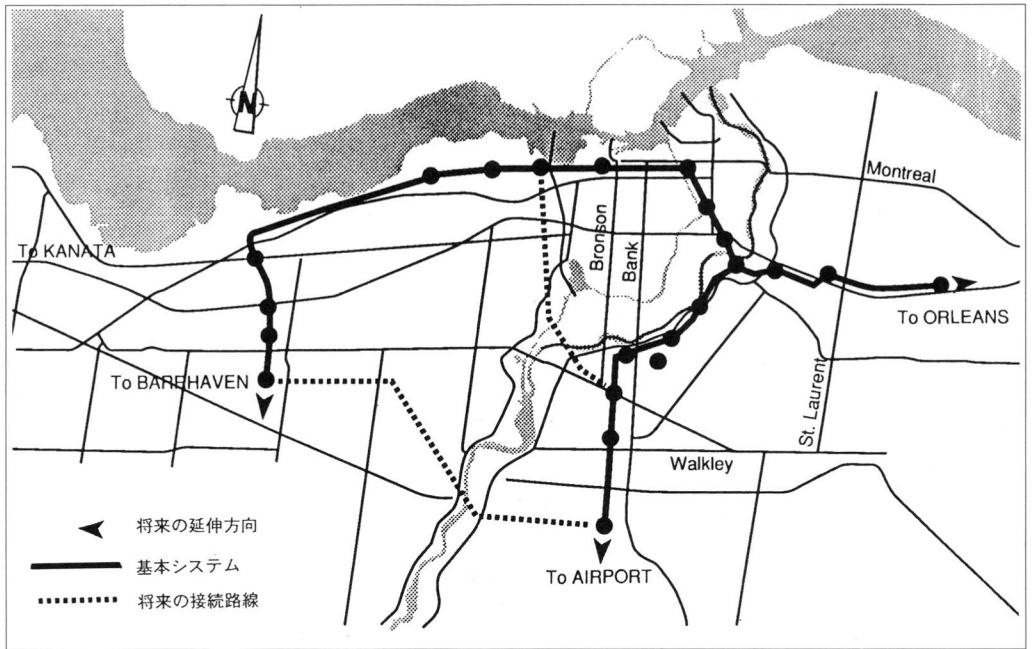 N
Montreal
To KANATA
Bronson
Bank
To ORLEANS
To BARRHAVEN
St. Laurent
Walkley
将来の延伸方向
基本システム
To AIRPORT
将来の接続路線